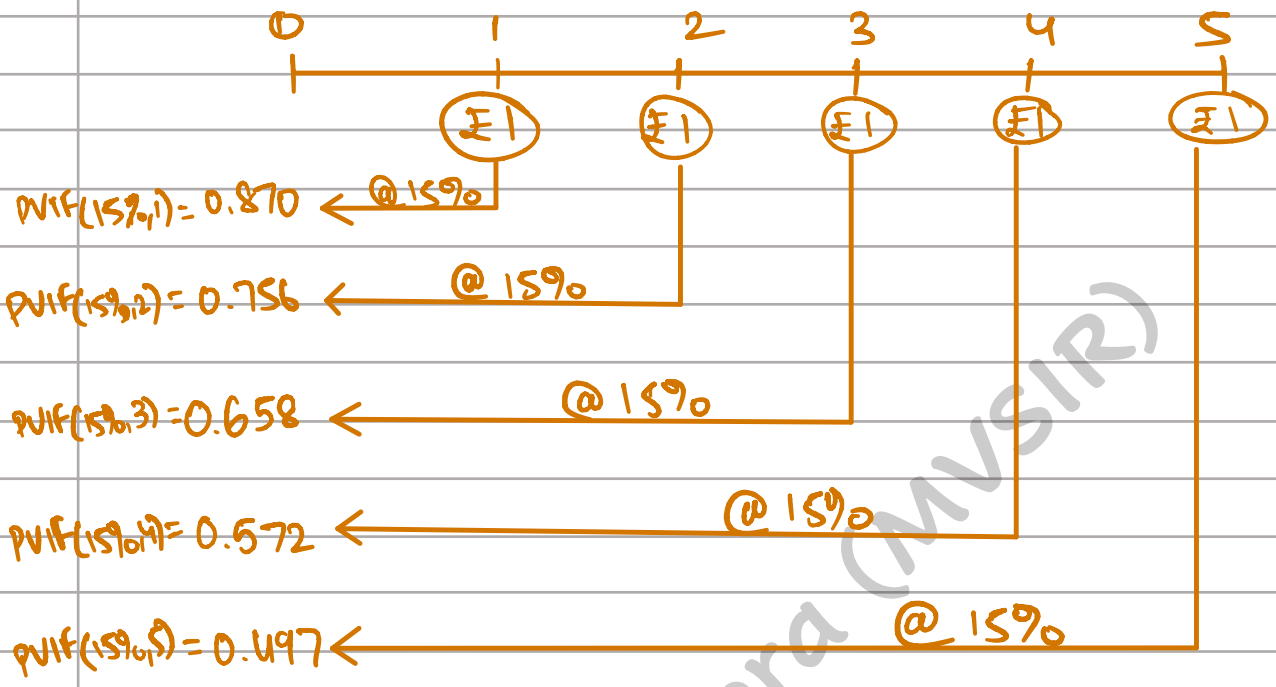 0 1 2 3 4 5
£1 £1 £1 £1 £1
PVIF(15%,1)= 0.870 @15%
PVIF(15%,2)= 0.756 @ 15%
PVIF(15%,3)=0.658 @ 15%
PVIF(15%,4)= 0.572 @ 15%
PVIF(15%,5)= 0.497 @ 15%
(MVSIR)